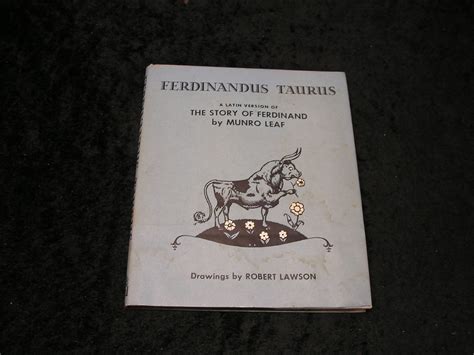 FERDINANDUS TAURUS
A LATIN VERSION OF
THE STORY OF FERDINAND
by MUNRO LEAF
Drawings by ROBERT LAWSON